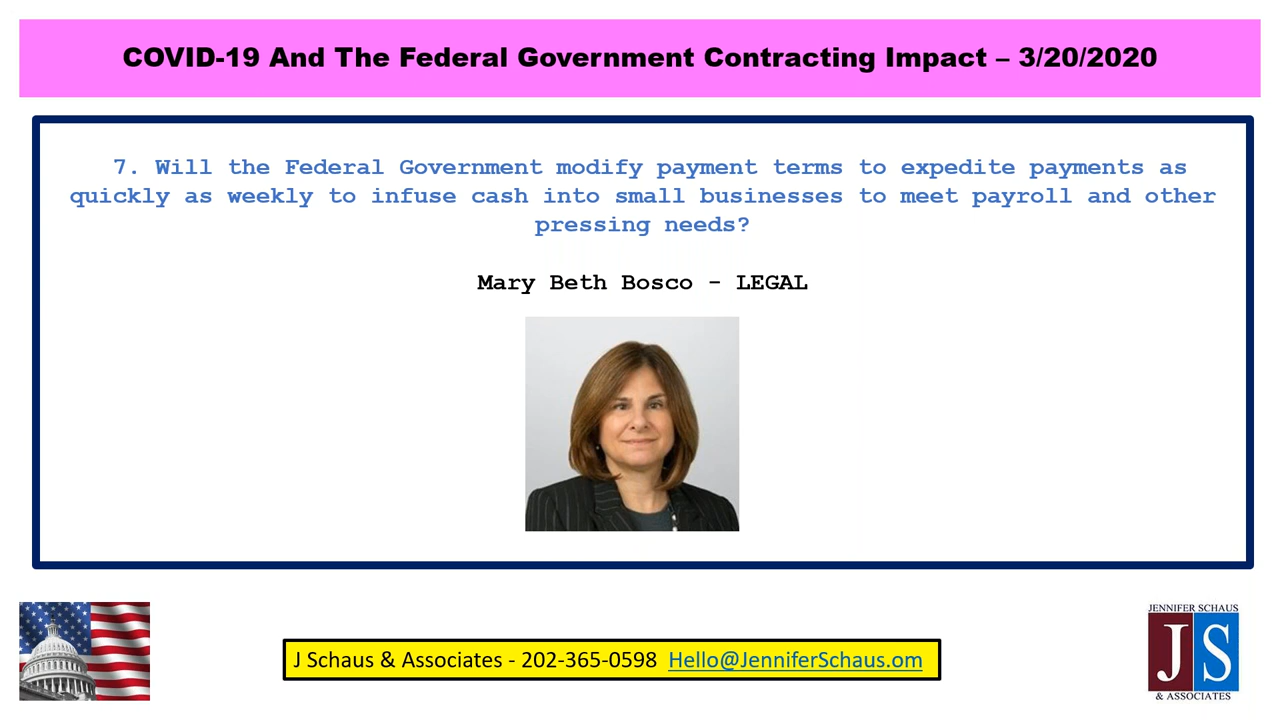 COVID-19 And The Federal Government Contracting Impact – 3/20/2020
7. Will the Federal Government modify payment terms to expedite payments as
quickly as weekly to infuse cash into small businesses to meet payroll and other
pressing needs?
Mary Beth Bosco - LEGAL
J Schaus & Associates - 202-365-0598 Hello@JenniferSchaus.om
JENNIFER SCHAUS
JS
& ASSOCIATES